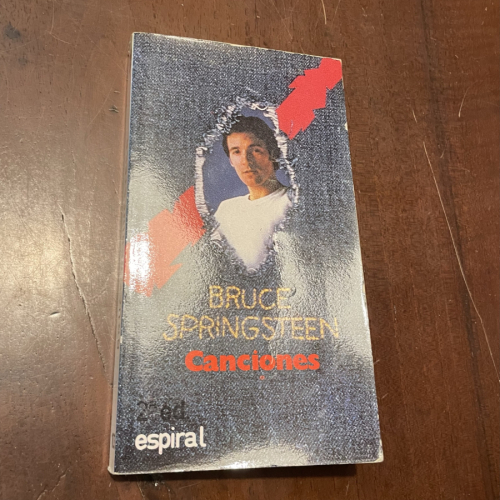 BRUCE
SPRINGSTEEN
Canciones
2ª ed.
espiral